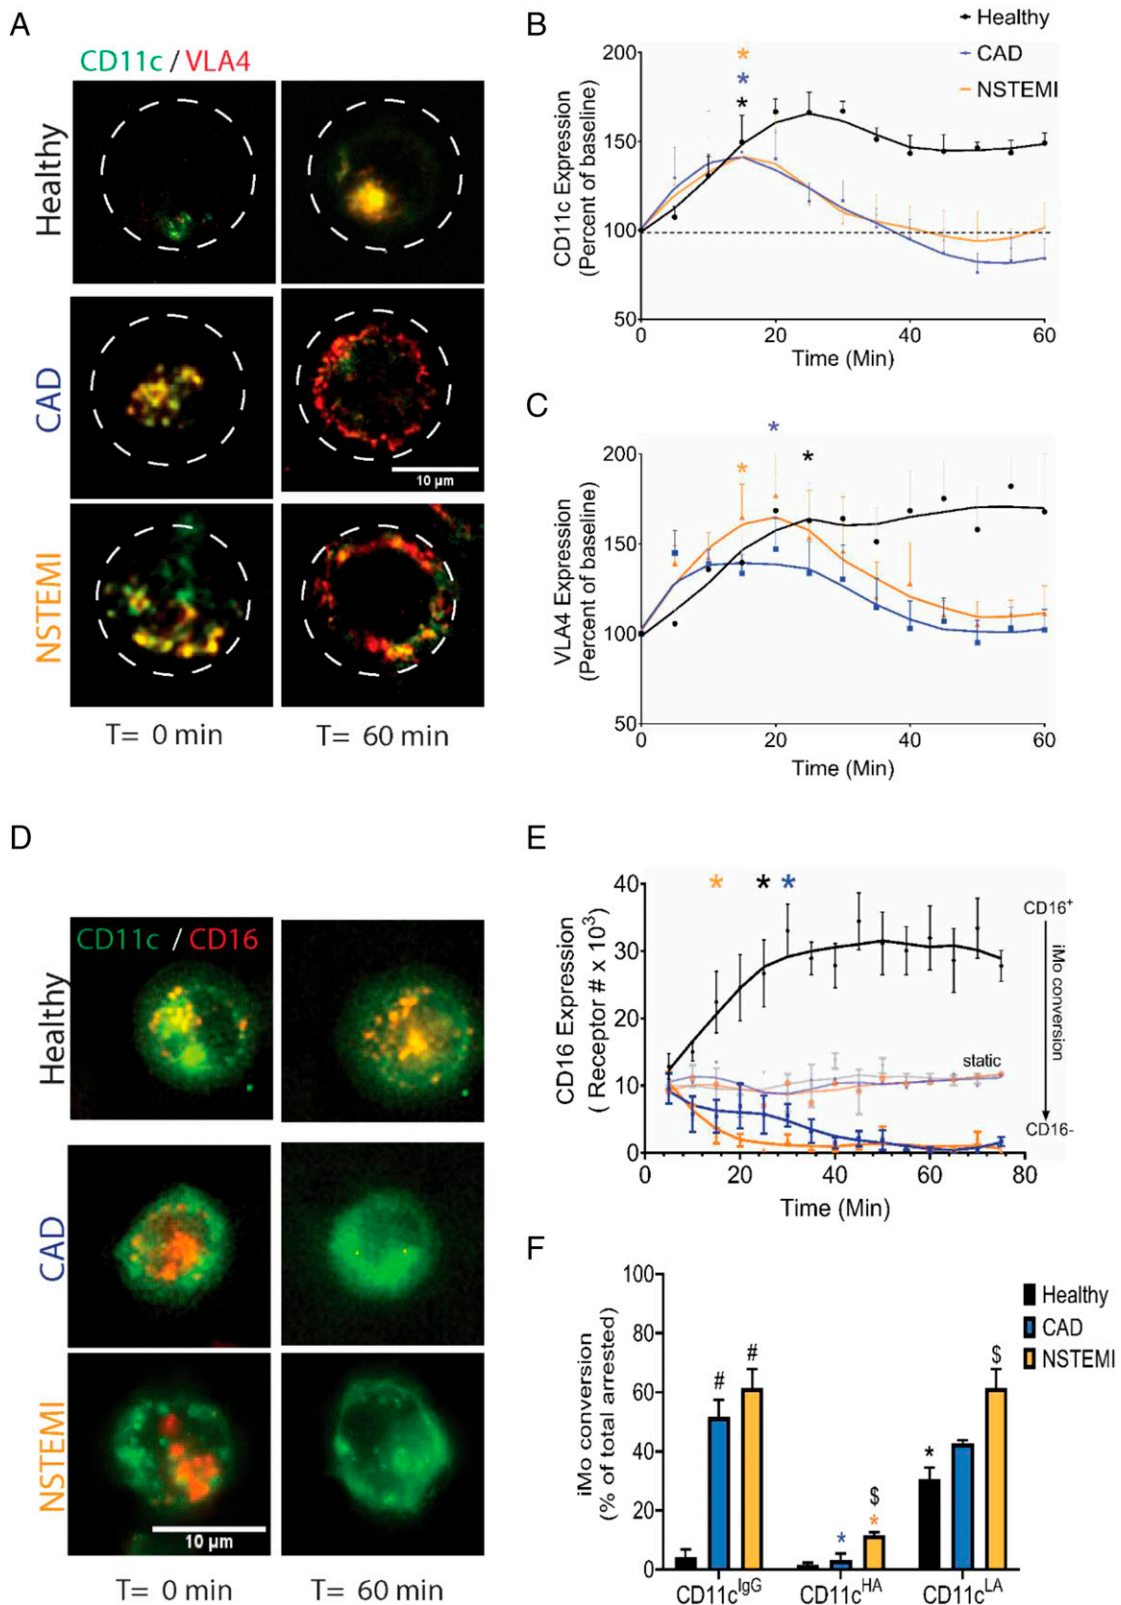 A
CD11c / VLA4
Healthy
CAD
10 µm
NSTEMI
T= 0 min
T= 60 min
B
Healthy
CAD
NSTEMI
*
*
*
CD11c Expression
(Percent of baseline)
200
150
100
50
0
20
40
60
Time (Min)
C
*
*
*
VLA4 Expression
(Percent of baseline)
200
150
100
50
0
20
40
60
Time (Min)
D
CD11c / CD16
Healthy
CAD
NSTEMI
10 µm
T= 0 min
T= 60 min
E
* * *
CD16 Expression
( Receptor # x 10³)
40
30
20
10
0
static
CD16⁺
iMo conversion
CD16-
0
20
40
60
80
Time (Min)
F
Healthy
CAD
NSTEMI
iMo conversion
(% of total arrested)
100
80
60
40
20
0
# #
* $ *
* $
CD11c^IgG
CD11c^HA
CD11c^LA